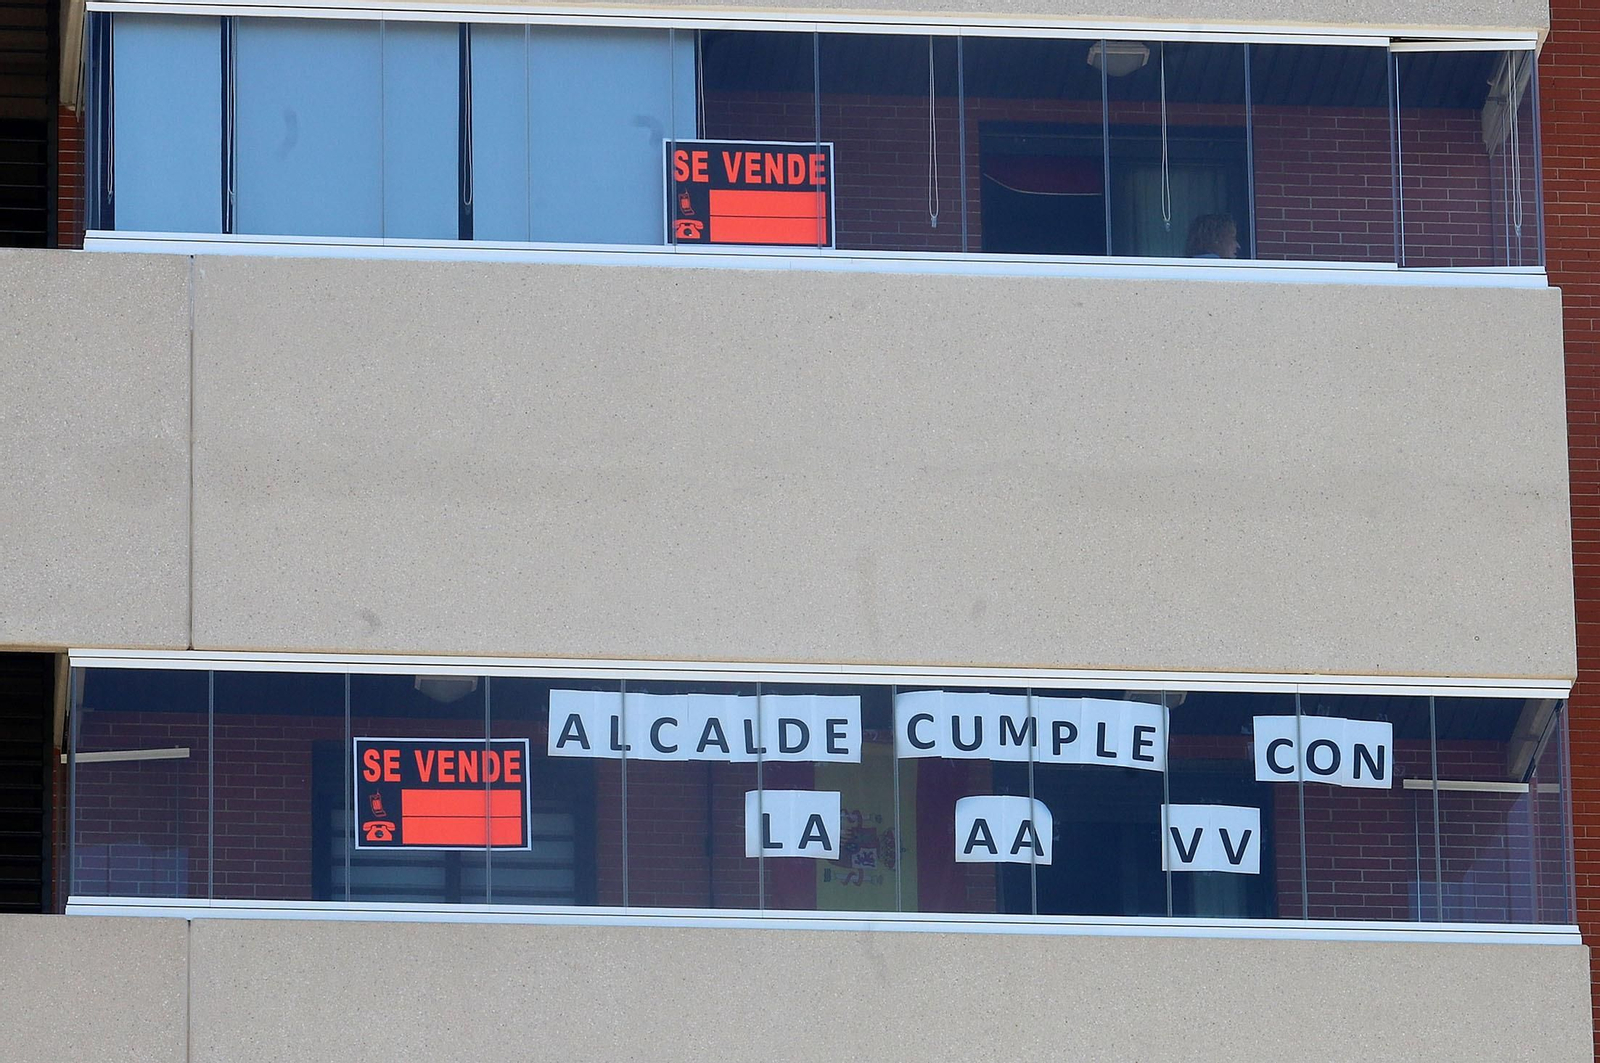 SE VENDE
SE VENDE
ALCALDE CUMPLE CON
LA AA VV